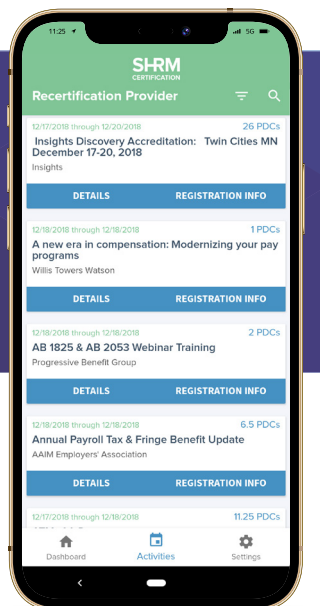 11:25
5G
SHRM
CERTIFICATION
Recertification Provider
12/17/2018 through 12/20/2018 26 PDCs
Insights Discovery Accreditation: Twin Cities MN
December 17-20, 2018
Insights
DETAILS REGISTRATION INFO
12/18/2018 through 12/18/2018 1 PDCs
A new era in compensation: Modernizing your pay
programs
Willis Towers Watson
DETAILS REGISTRATION INFO
12/18/2018 through 12/18/2018 2 PDCs
AB 1825 & AB 2053 Webinar Training
Progressive Benefit Group
DETAILS REGISTRATION INFO
12/18/2018 through 12/18/2018 6.5 PDCs
Annual Payroll Tax & Fringe Benefit Update
AAIM Employers' Association
DETAILS REGISTRATION INFO
12/17/2018 through 12/18/2018 11.25 PDCs
Dashboard Activities Settings